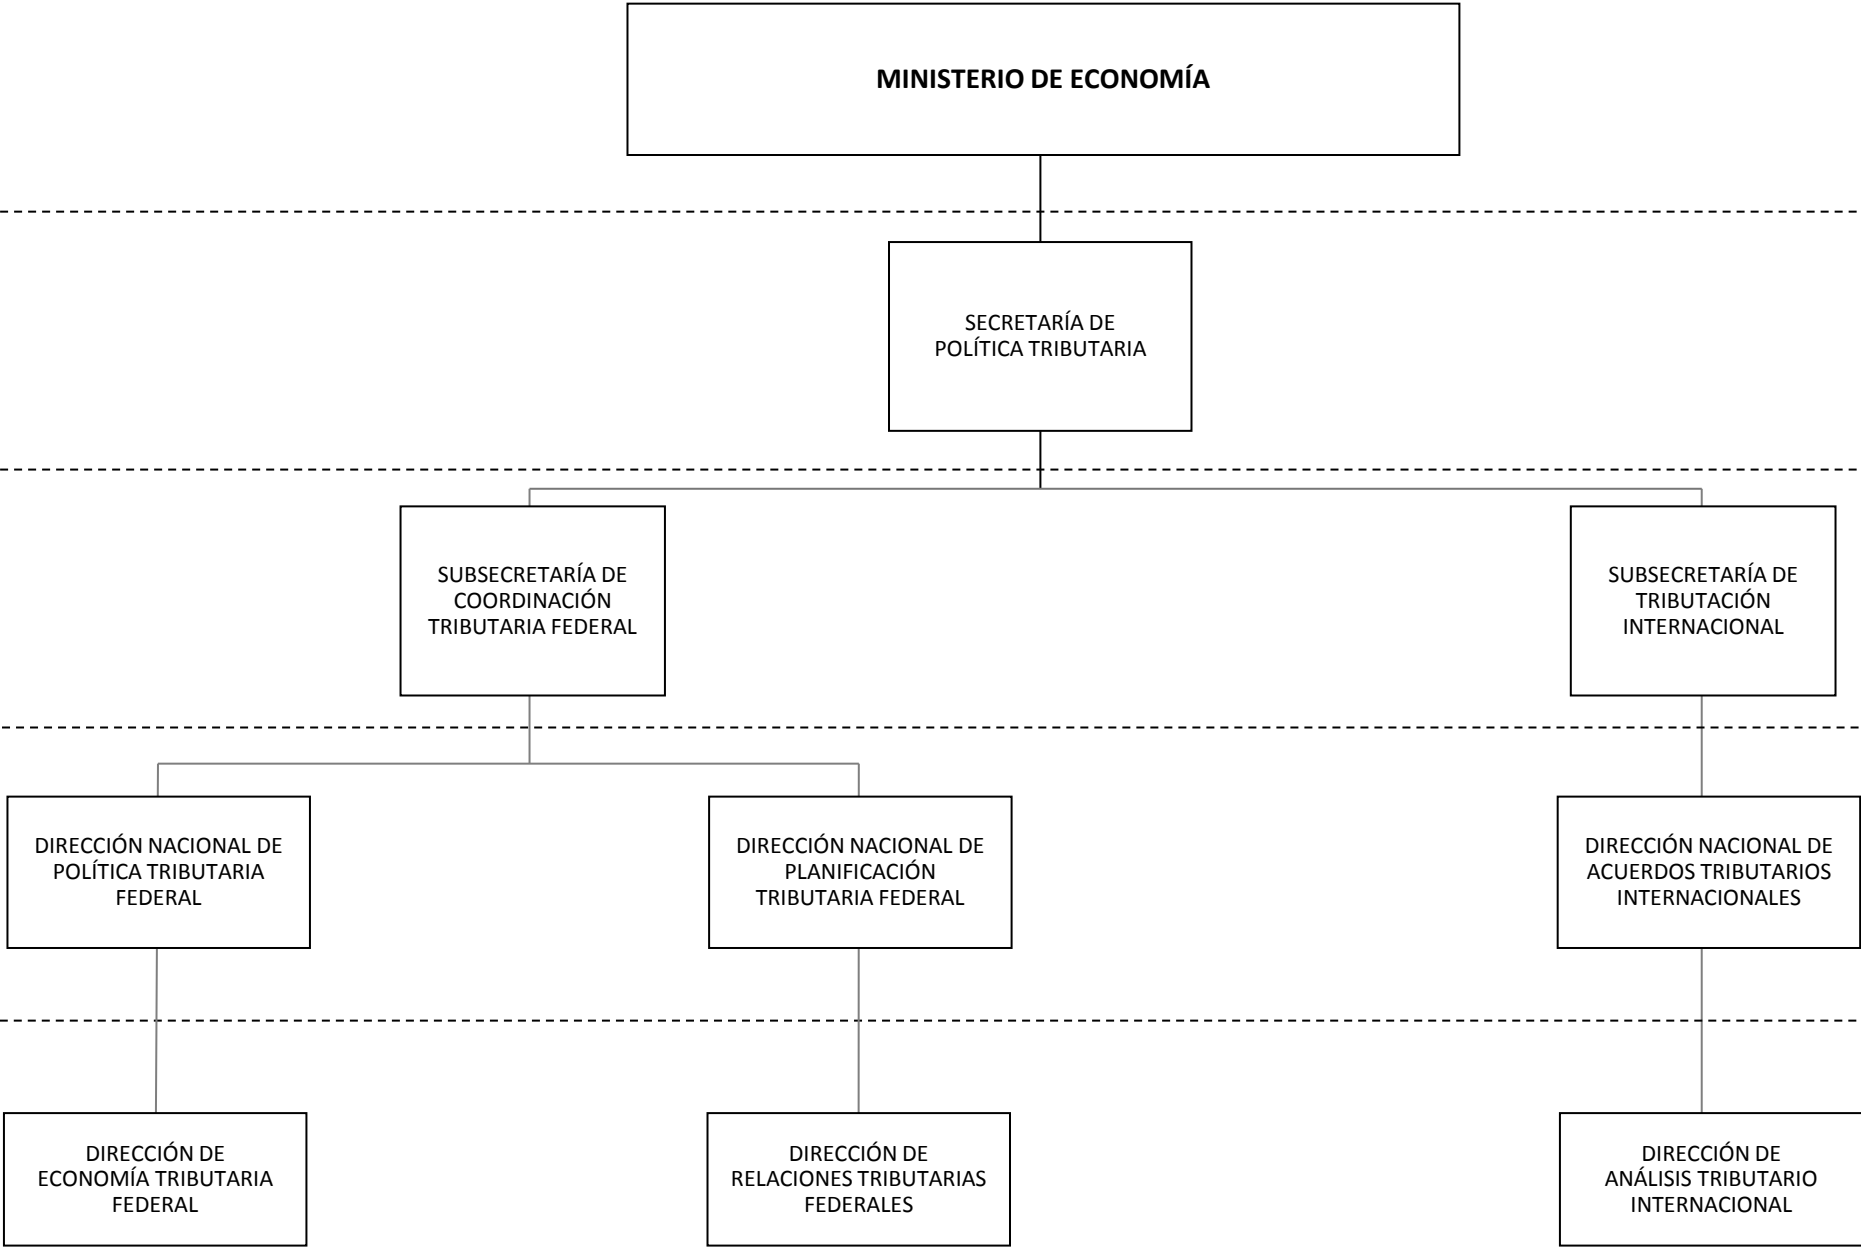 MINISTERIO DE ECONOMÍA
SECRETARÍA DE
POLÍTICA TRIBUTARIA
SUBSECRETARÍA DE
COORDINACIÓN
TRIBUTARIA FEDERAL
SUBSECRETARÍA DE
TRIBUTACIÓN
INTERNACIONAL
DIRECCIÓN NACIONAL DE
POLÍTICA TRIBUTARIA
FEDERAL
DIRECCIÓN NACIONAL DE
PLANIFICACIÓN
TRIBUTARIA FEDERAL
DIRECCIÓN NACIONAL DE
ACUERDOS TRIBUTARIOS
INTERNACIONALES
DIRECCIÓN DE
ECONOMÍA TRIBUTARIA
FEDERAL
DIRECCIÓN DE
RELACIONES TRIBUTARIAS
FEDERALES
DIRECCIÓN DE
ANÁLISIS TRIBUTARIO
INTERNACIONAL